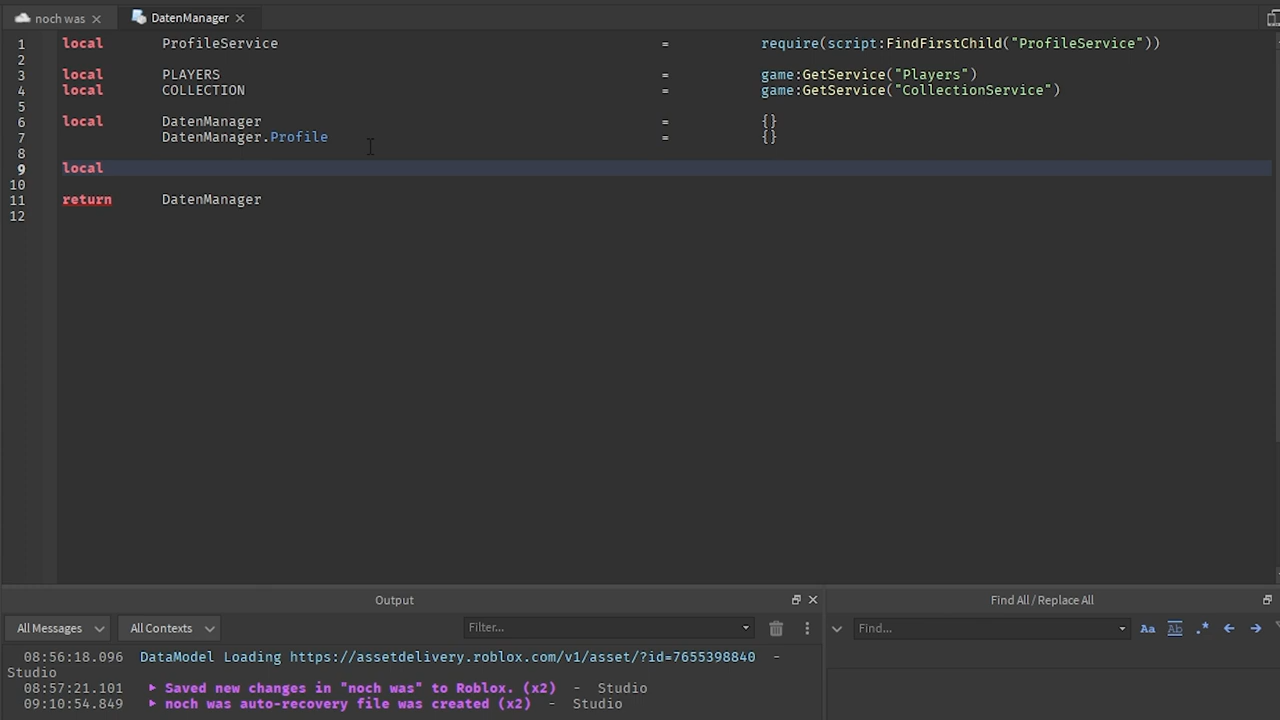 noch was
DatenManager
1 local ProfileService = require(script:FindFirstChild("ProfileService"))
2
3 local PLAYERS = game:GetService("Players")
4 local COLLECTION = game:GetService("CollectionService")
5
6 local DatenManager = {}
7 DatenManager.Profile = {}
8
9 local
10
11 return DatenManager
12
Output
All Messages All Contexts Filter...
08:56:18.096 DataModel Loading https://assetdelivery.roblox.com/v1/asset/?id=7655398840 -
Studio
08:57:21.101 Saved new changes in "noch was" to Roblox. (x2) - Studio
09:10:54.849 noch was auto-recovery file was created (x2) - Studio
Find All / Replace All
Find... Aa Ab .*